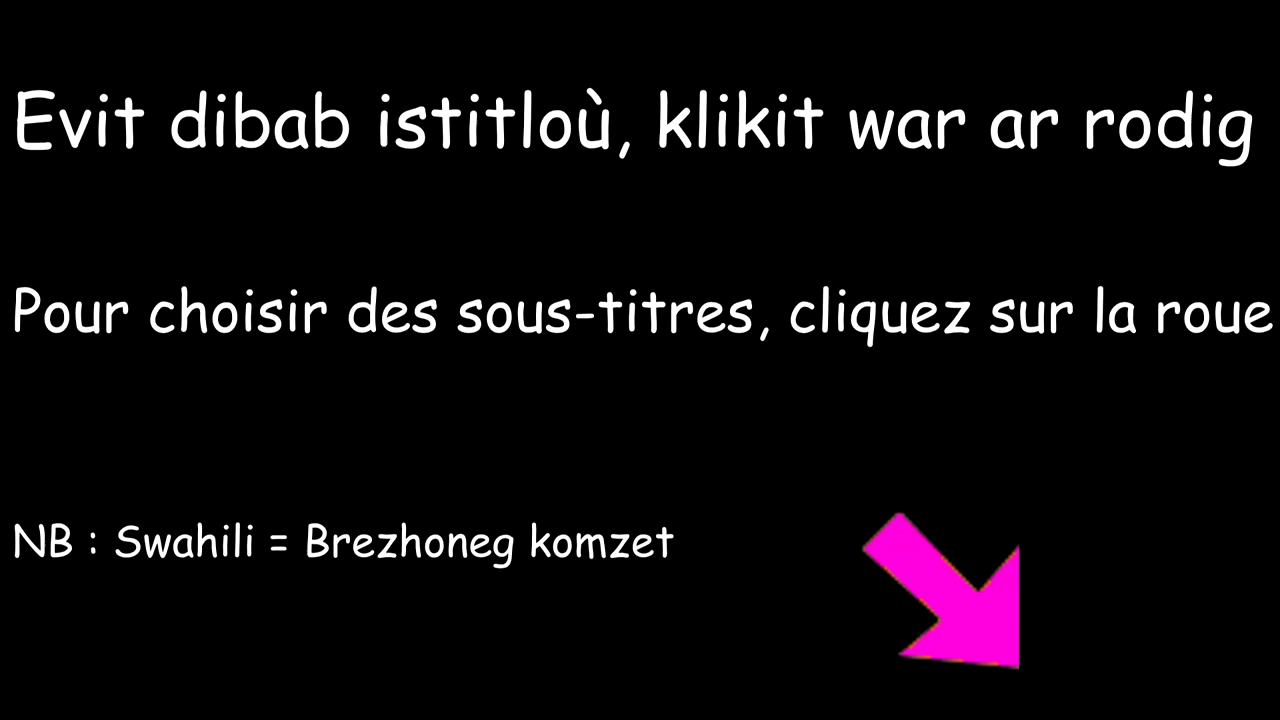 Evit dibab istitloù, klikit war ar rodig
Pour choisir des sous-titres, cliquez sur la roue
NB : Swahili = Brezhoneg komzet